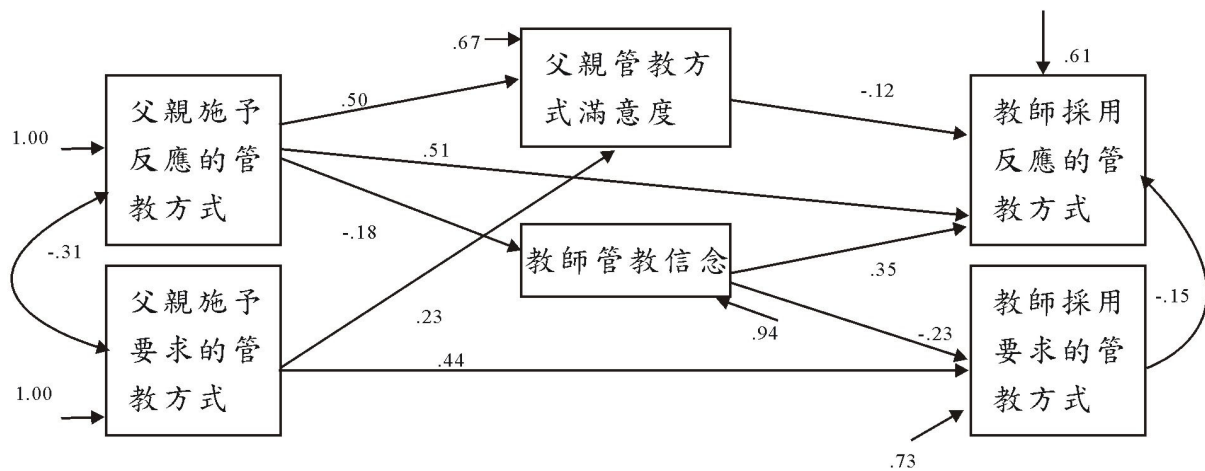 .67
父親管教方
式滿意度
.61
父親施予
反應的管
教方式
1.00
.50
-.12
教師採用
反應的管
教方式
.51
-.18
-.31
教師管教信念
.35
父親施予
要求的管
教方式
1.00
.23
.44
.94
-.23
-.15
教師採用
要求的管
教方式
.73